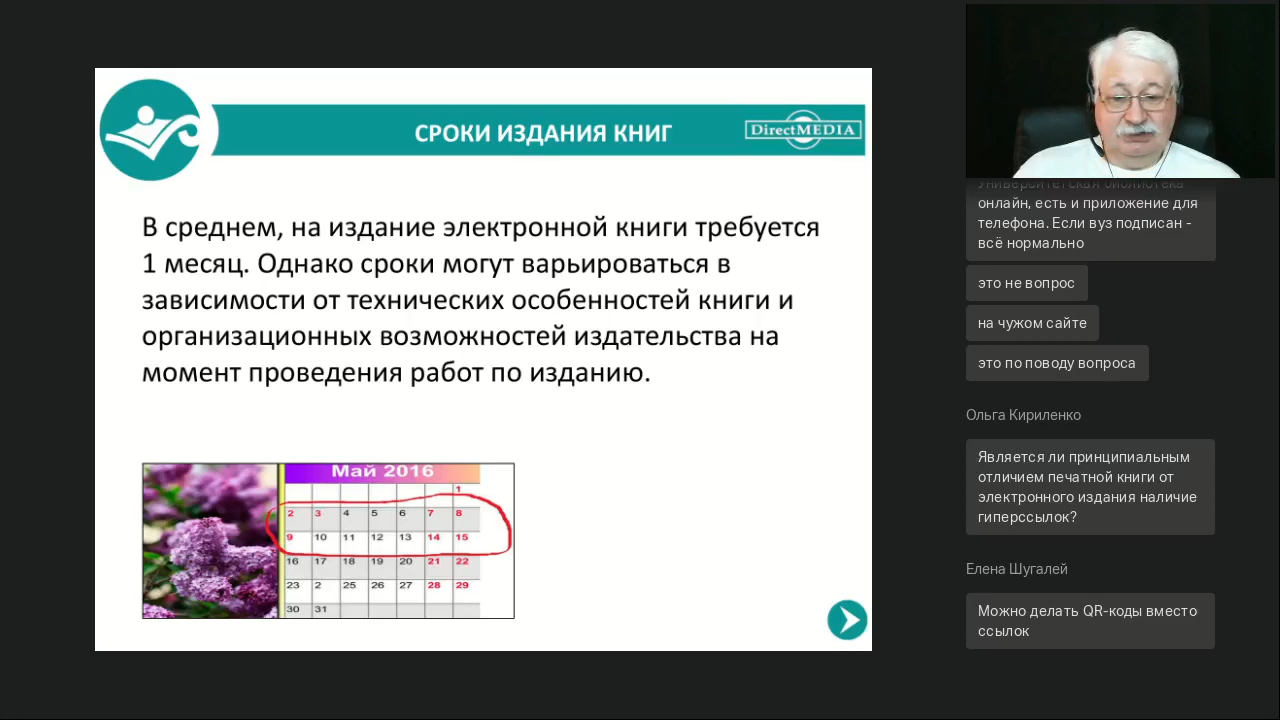 СРОКИ ИЗДАНИЯ КНИГ
DirectMEDIA
В среднем, на издание электронной книги требуется
1 месяц. Однако сроки могут варьироваться в
зависимости от технических особенностей книги и
организационных возможностей издательства на
момент проведения работ по изданию.
Май 2016
1
2 3 4 5 6 7 8
9 10 11 12 13 14 15
16 17 18 19 20 21 22
23 2 25 26 27 28 29
30 31
Университетская библиотека
онлайн, есть и приложение для
телефона. Если вуз подписан -
всё нормально
это не вопрос
на чужом сайте
это по поводу вопроса
Ольга Кириленко
Является ли принципиальным
отличием печатной книги от
электронного издания наличие
гиперссылок?
Елена Шугалей
Можно делать QR-коды вместо
ссылок